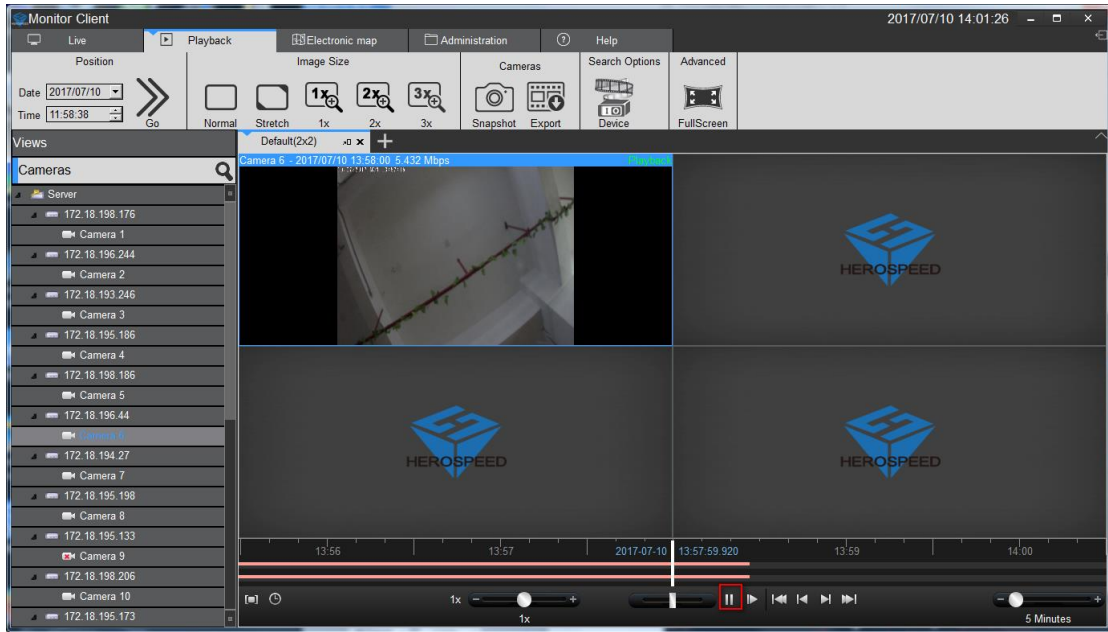 Monitor Client
2017/07/10 14:01:26
Live
Playback
Electronic map
Administration
Help
Position
Date 2017/07/10
Time 11:58:38
Go
Image Size
Normal
Stretch
1x
1x
2x
2x
3x
3x
Cameras
Snapshot
Export
Search Options
Device
Advanced
FullScreen
Views
Default(2x2)
Cameras
Server
172.18.198.176
Camera 1
172.18.196.244
Camera 2
172.18.193.246
Camera 3
172.18.195.186
Camera 4
172.18.198.186
Camera 5
172.18.196.44
Camera 6
172.18.194.27
Camera 7
172.18.195.198
Camera 8
172.18.195.133
Camera 9
172.18.198.206
Camera 10
172.18.195.173
Camera 6 - 2017/07/10 13:58:00 5.432 Mbps
Playback
HEROSPEED
HEROSPEED
HEROSPEED
13:56
13:57
2017-07-10 13:57:59.920
13:59
14:00
1x
1x
5 Minutes